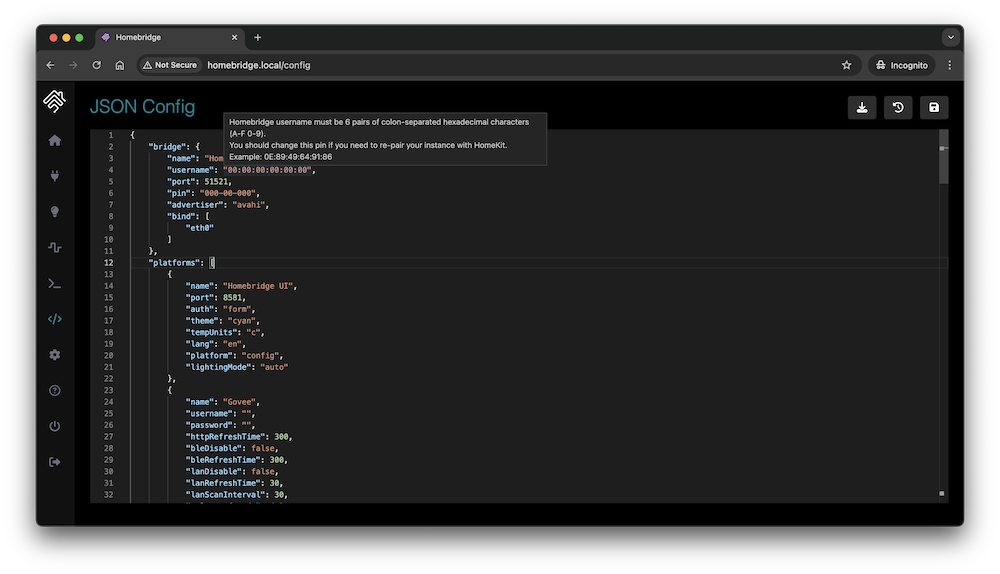 Homebridge
Not Secure
homebridge.local/config
Incognito
JSON Config
Homebridge username must be 6 pairs of colon-separated hexadecimal characters
(A-F 0-9).
You should change this pin if you need to re-pair your instance with HomeKit.
Example: 0E:89:49:64:91:86
1 {
2 "bridge": {
3 "name": "Hom
4 "username": "00:00:00:00:00:00",
5 "port": 51521,
6 "pin": "000-00-000",
7 "advertiser": "avahi",
8 "bind": [
9 "eth0"
10 ]
11 },
12 "platforms": [
13 {
14 "name": "Homebridge UI",
15 "port": 8581,
16 "auth": "form",
17 "theme": "cyan",
18 "tempUnits": "c",
19 "lang": "en",
20 "platform": "config",
21 "lightingMode": "auto"
22 },
23 {
24 "name": "Govee",
25 "username": "",
26 "password": "",
27 "httpRefreshTime": 300,
28 "bleDisable": false,
29 "bleRefreshTime": 300,
30 "lanDisable": false,
31 "lanRefreshTime": 30,
32 "lanScanInterval": 30,